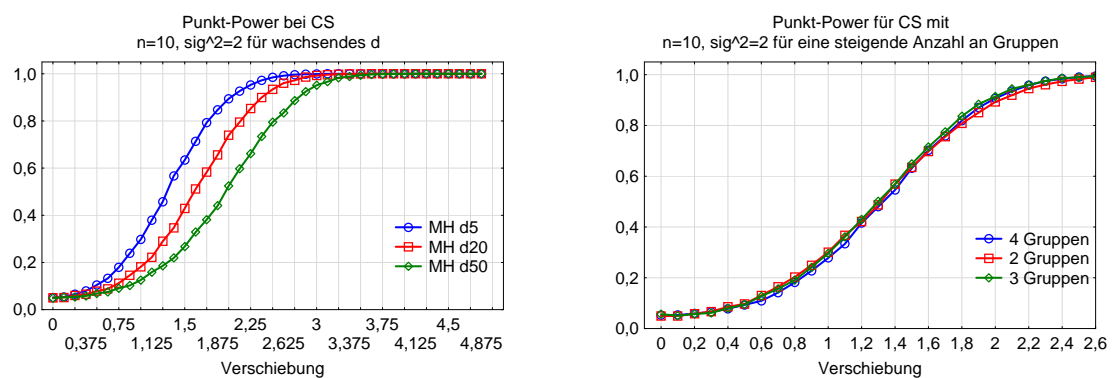 Punkt-Power bei CS
n=10, sig^2=2 für wachsendes d
1,0
0,8
0,6
0,4
0,2
0,0
MH d5
MH d20
MH d50
0 0,75 1,5 2,25 3 3,75 4,5
0,375 1,125 1,875 2,625 3,375 4,125 4,875
Verschiebung
Punkt-Power für CS mit
n=10, sig^2=2 für eine steigende Anzahl an Gruppen
1,0
0,8
0,6
0,4
0,2
0,0
4 Gruppen
2 Gruppen
3 Gruppen
0 0,2 0,4 0,6 0,8 1 1,2 1,4 1,6 1,8 2 2,2 2,4 2,6
Verschiebung